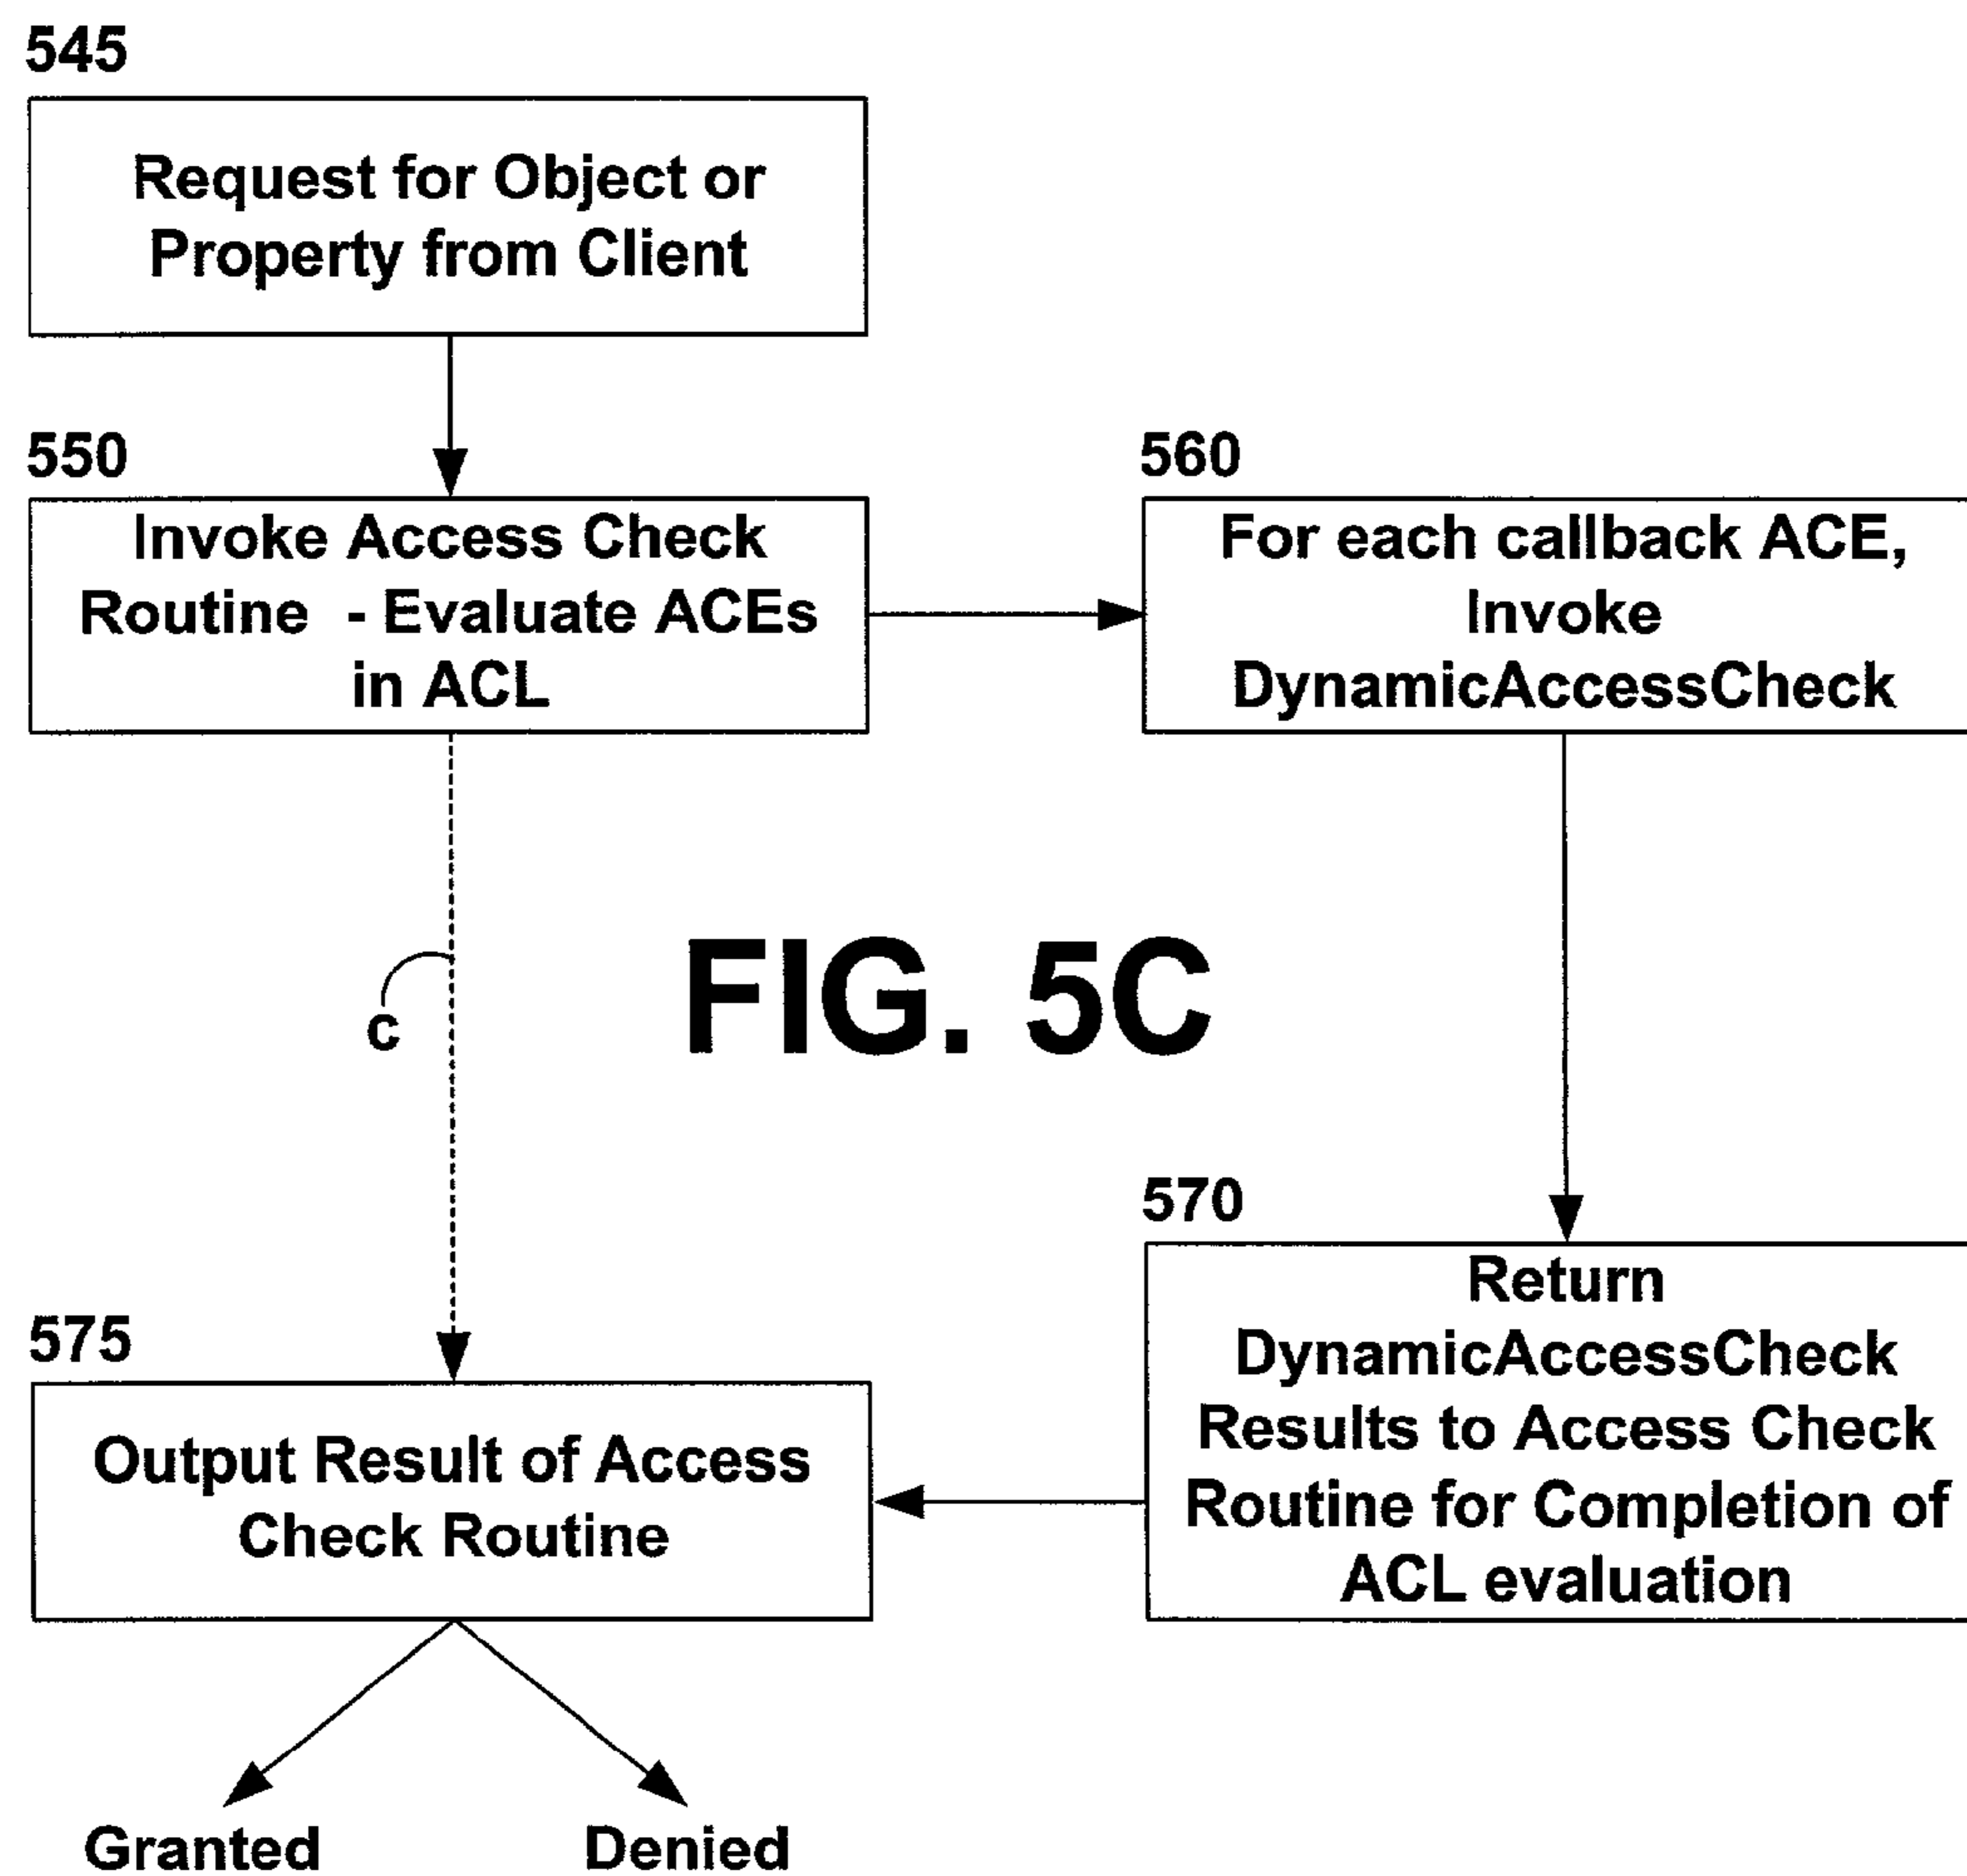 545
Request for Object or
Property from Client
550
Invoke Access Check
Routine - Evaluate ACEs
in ACL
560
For each callback ACE,
Invoke
DynamicAccessCheck
c
FIG. 5C
570
Return
DynamicAccessCheck
Results to Access Check
Routine for Completion of
ACL evaluation
575
Output Result of Access
Check Routine
Granted
Denied